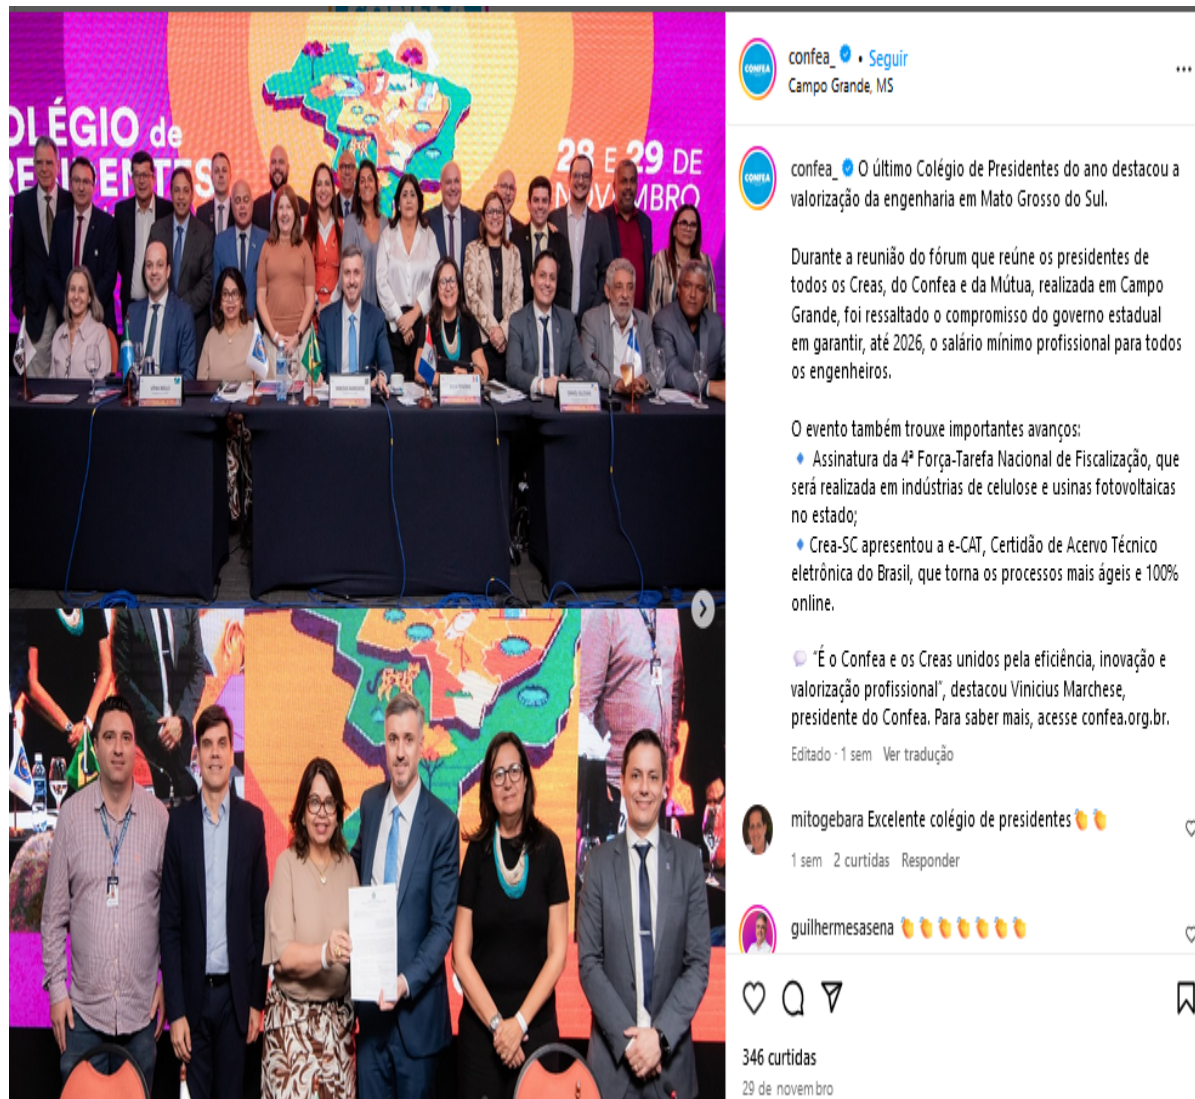 OLÉGIO de
28 E 29 DE
NOVEMBRO
CONFEA
confea_ • Seguir
Campo Grande, MS
CONFEA
confea_ O último Colégio de Presidentes do ano destacou a
valorização da engenharia em Mato Grosso do Sul.
Durante a reunião do fórum que reúne os presidentes de
todos os Creas, do Confea e da Mútua, realizada em Campo
Grande, foi ressaltado o compromisso do governo estadual
em garantir, até 2026, o salário mínimo profissional para todos
os engenheiros.
O evento também trouxe importantes avanços:
🔹 Assinatura da 4ª Força-Tarefa Nacional de Fiscalização, que
será realizada em indústrias de celulose e usinas fotovoltaicas
no estado;
🔹 Crea-SC apresentou a e-CAT, Certidão de Acervo Técnico
eletrônica do Brasil, que torna os processos mais ágeis e 100%
online.
💬 “É o Confea e os Creas unidos pela eficiência, inovação e
valorização profissional”, destacou Vinicius Marchese,
presidente do Confea. Para saber mais, acesse confea.org.br.
Editado · 1 sem Ver tradução
mitogebara Excelente colégio de presidentes👏👏
1 sem 2 curtidas Responder
guilhermesasena 👏👏👏👏👏👏👏
346 curtidas
29 de novembro